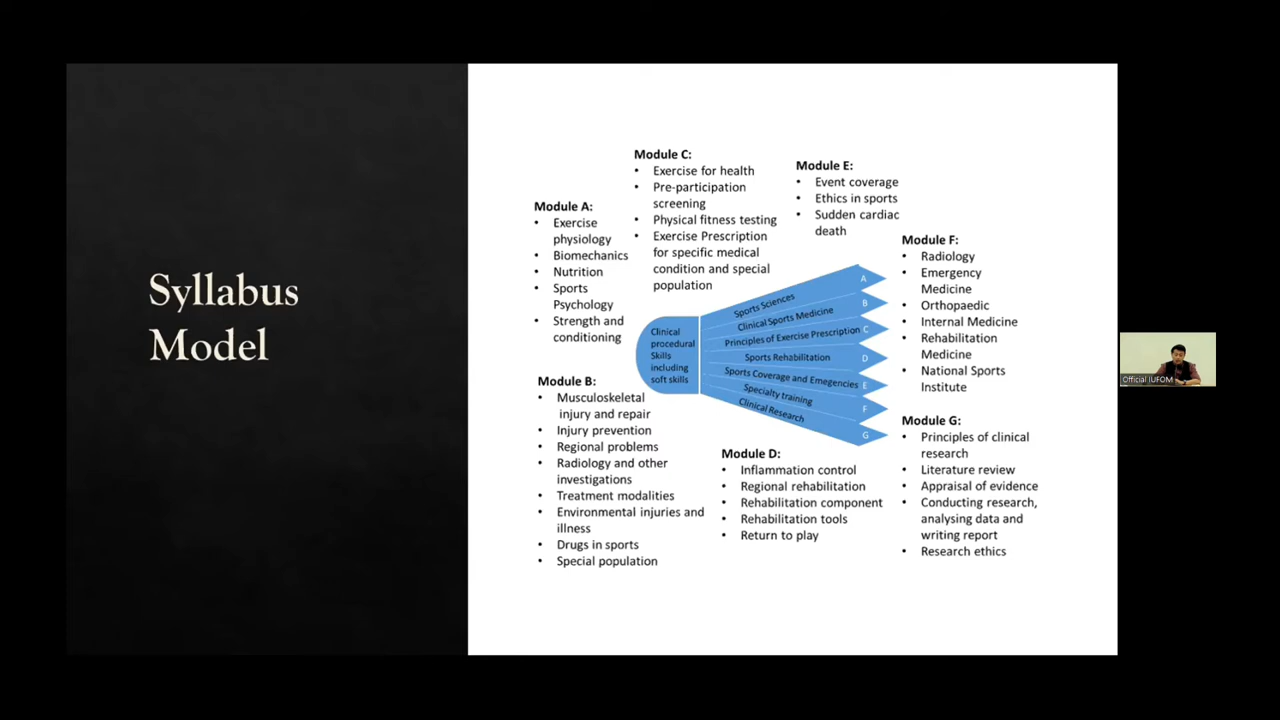 Syllabus
Model
Module A:
• Exercise
physiology
• Biomechanics
• Nutrition
• Sports
Psychology
• Strength and
conditioning
Module C:
• Exercise for health
• Pre-participation
screening
• Physical fitness testing
• Exercise Prescription
for specific medical
condition and special
population
Module E:
• Event coverage
• Ethics in sports
• Sudden cardiac
death
Module F:
• Radiology
• Emergency
Medicine
• Orthopaedic
• Internal Medicine
• Rehabilitation
Medicine
• National Sports
Institute
Clinical
procedural
Skills
including
soft skills
Sports Sciences A
Clinical Sports Medicine B
Principles of Exercise Prescription C
Sports Rehabilitation D
Sports Coverage and Emegencies E
Specialty training F
Clinical Research G
Module B:
• Musculoskeletal
injury and repair
• Injury prevention
• Regional problems
• Radiology and other
investigations
• Treatment modalities
• Environmental injuries and
illness
• Drugs in sports
• Special population
Module D:
• Inflammation control
• Regional rehabilitation
• Rehabilitation component
• Rehabilitation tools
• Return to play
Module G:
• Principles of clinical
research
• Literature review
• Appraisal of evidence
• Conducting research,
analysing data and
writing report
• Research ethics
Official IUFOM